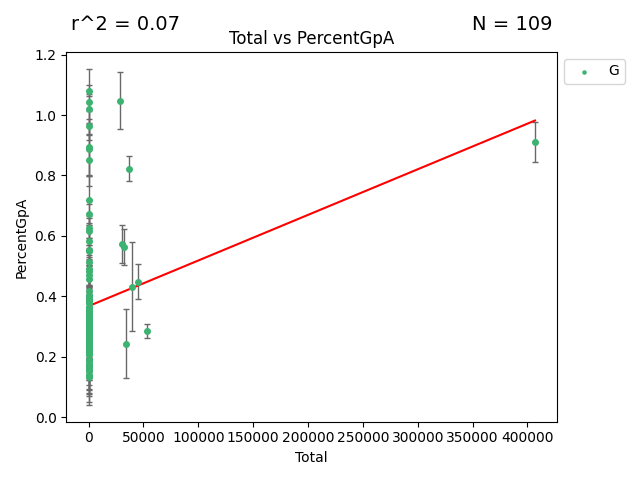 r^2 = 0.07
N = 109
Total vs PercentGpA
G
PercentGpA
1.2
1.0
0.8
0.6
0.4
0.2
0.0
0 50000 100000 150000 200000 250000 300000 350000 400000
Total